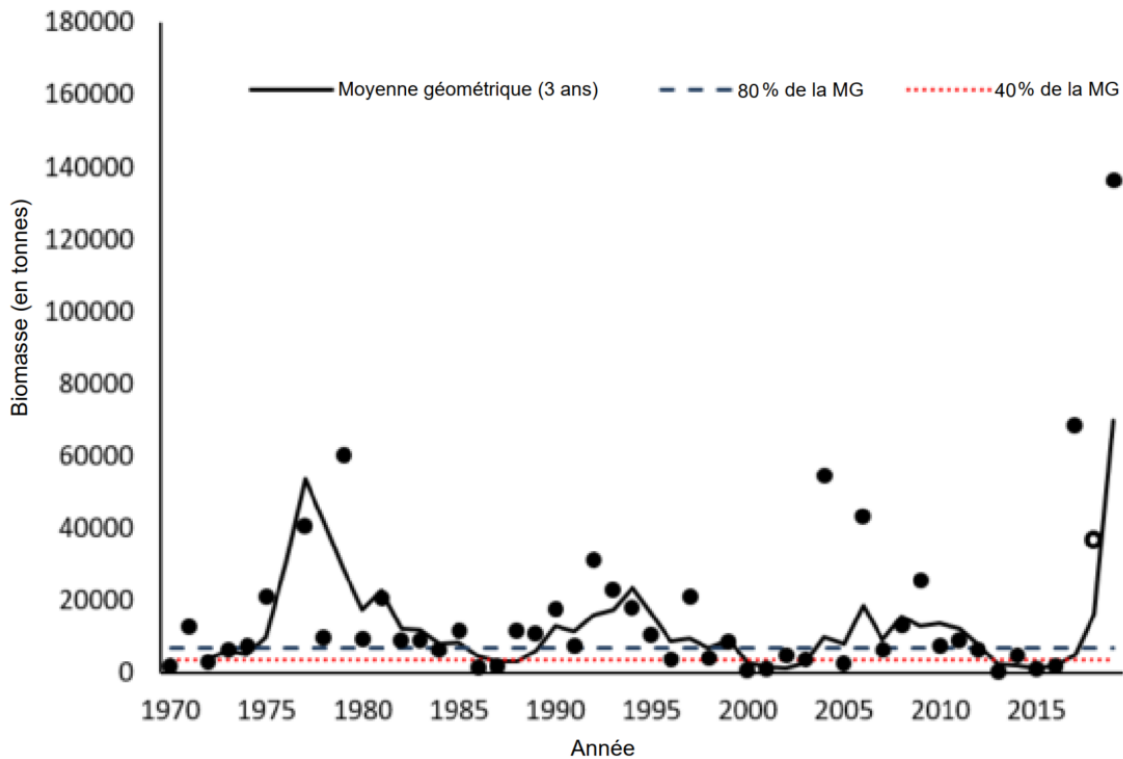 180000
Moyenne géométrique (3 ans) 80% de la MG 40% de la MG
160000
140000
120000
100000
80000
60000
40000
20000
0
Biomasse (en tonnes)
1970 1975 1980 1985 1990 1995 2000 2005 2010 2015
Année